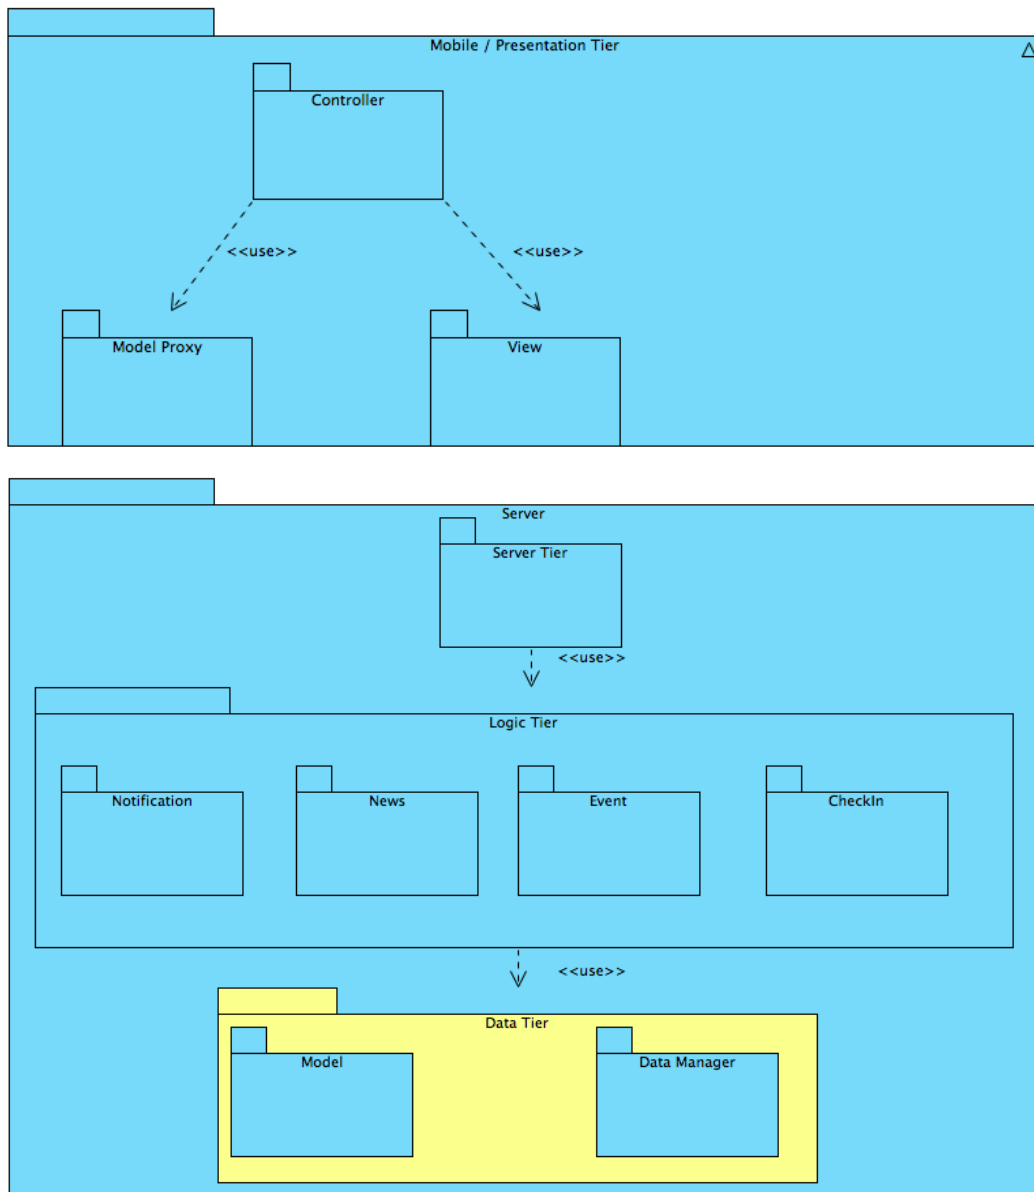 Mobile / Presentation Tier
Controller
<<use>> <<use>>
Model Proxy View
Server
Server Tier
<<use>>
Logic Tier
Notification News Event CheckIn
<<use>>
Data Tier
Model Data Manager